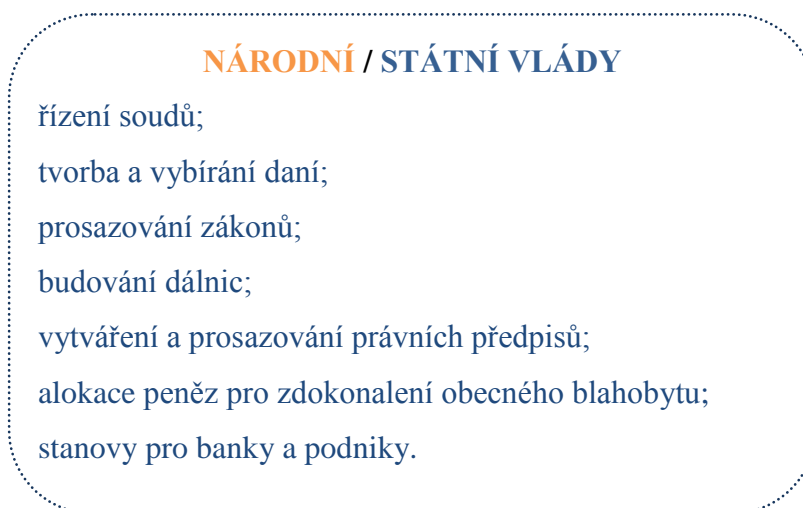 NÁRODNÍ / STÁTNÍ VLÁDY
řízení soudů;
tvorba a vybírání daní;
prosazování zákonů;
budování dálnic;
vytváření a prosazování právních předpisů;
alokace peněz pro zdokonalení obecného blahobytu;
stanovy pro banky a podniky.